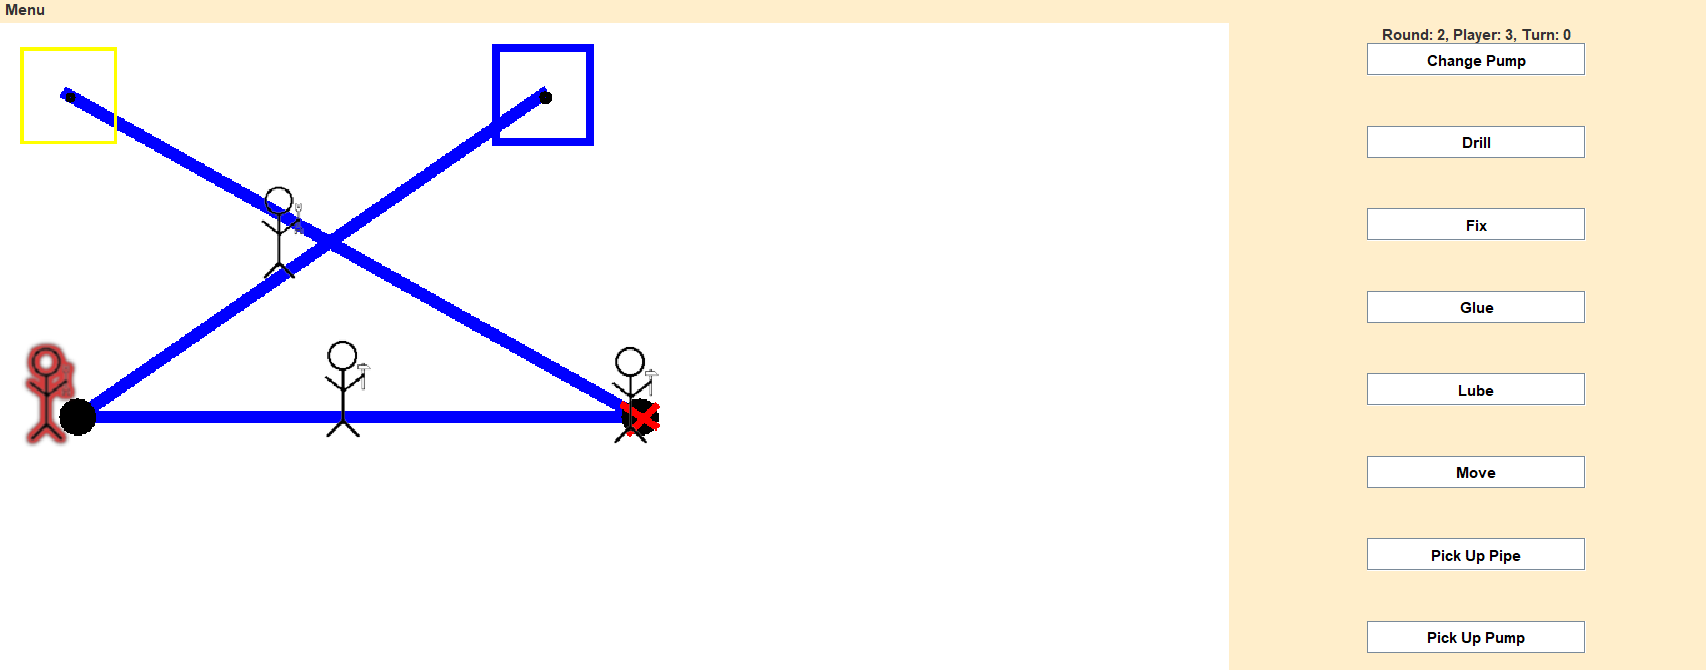 Menu
Round: 2, Player: 3, Turn: 0
Change Pump
Drill
Fix
Glue
Lube
Move
Pick Up Pipe
Pick Up Pump